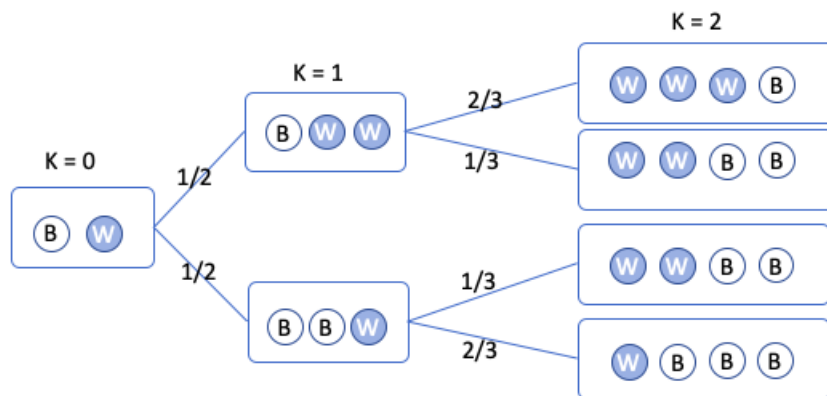 K = 0
B W
1/2
1/2
K = 1
B W W
B B W
2/3
1/3
1/3
2/3
K = 2
W W W B
W W B B
W W B B
W B B B